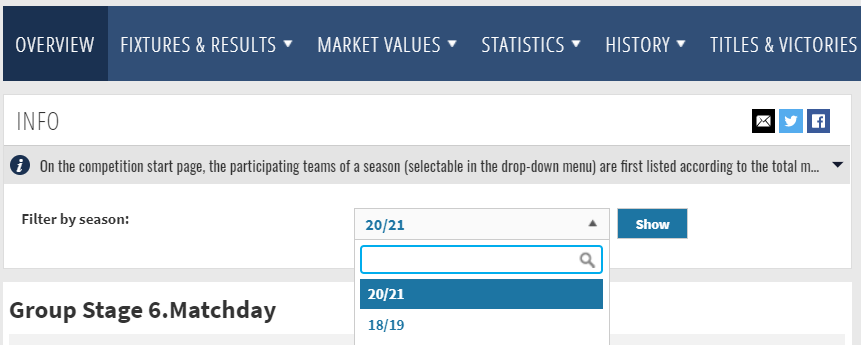 OVERVIEW FIXTURES & RESULTS MARKET VALUES STATISTICS HISTORY TITLES & VICTORIES
INFO
On the competition start page, the participating teams of a season (selectable in the drop-down menu) are first listed according to the total m...
Filter by season: 20/21 Show
20/21
18/19
Group Stage 6.Matchday